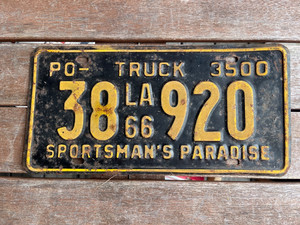 PO- TRUCK 3500
38 LA 66 920
SPORTSMAN'S PARADISE